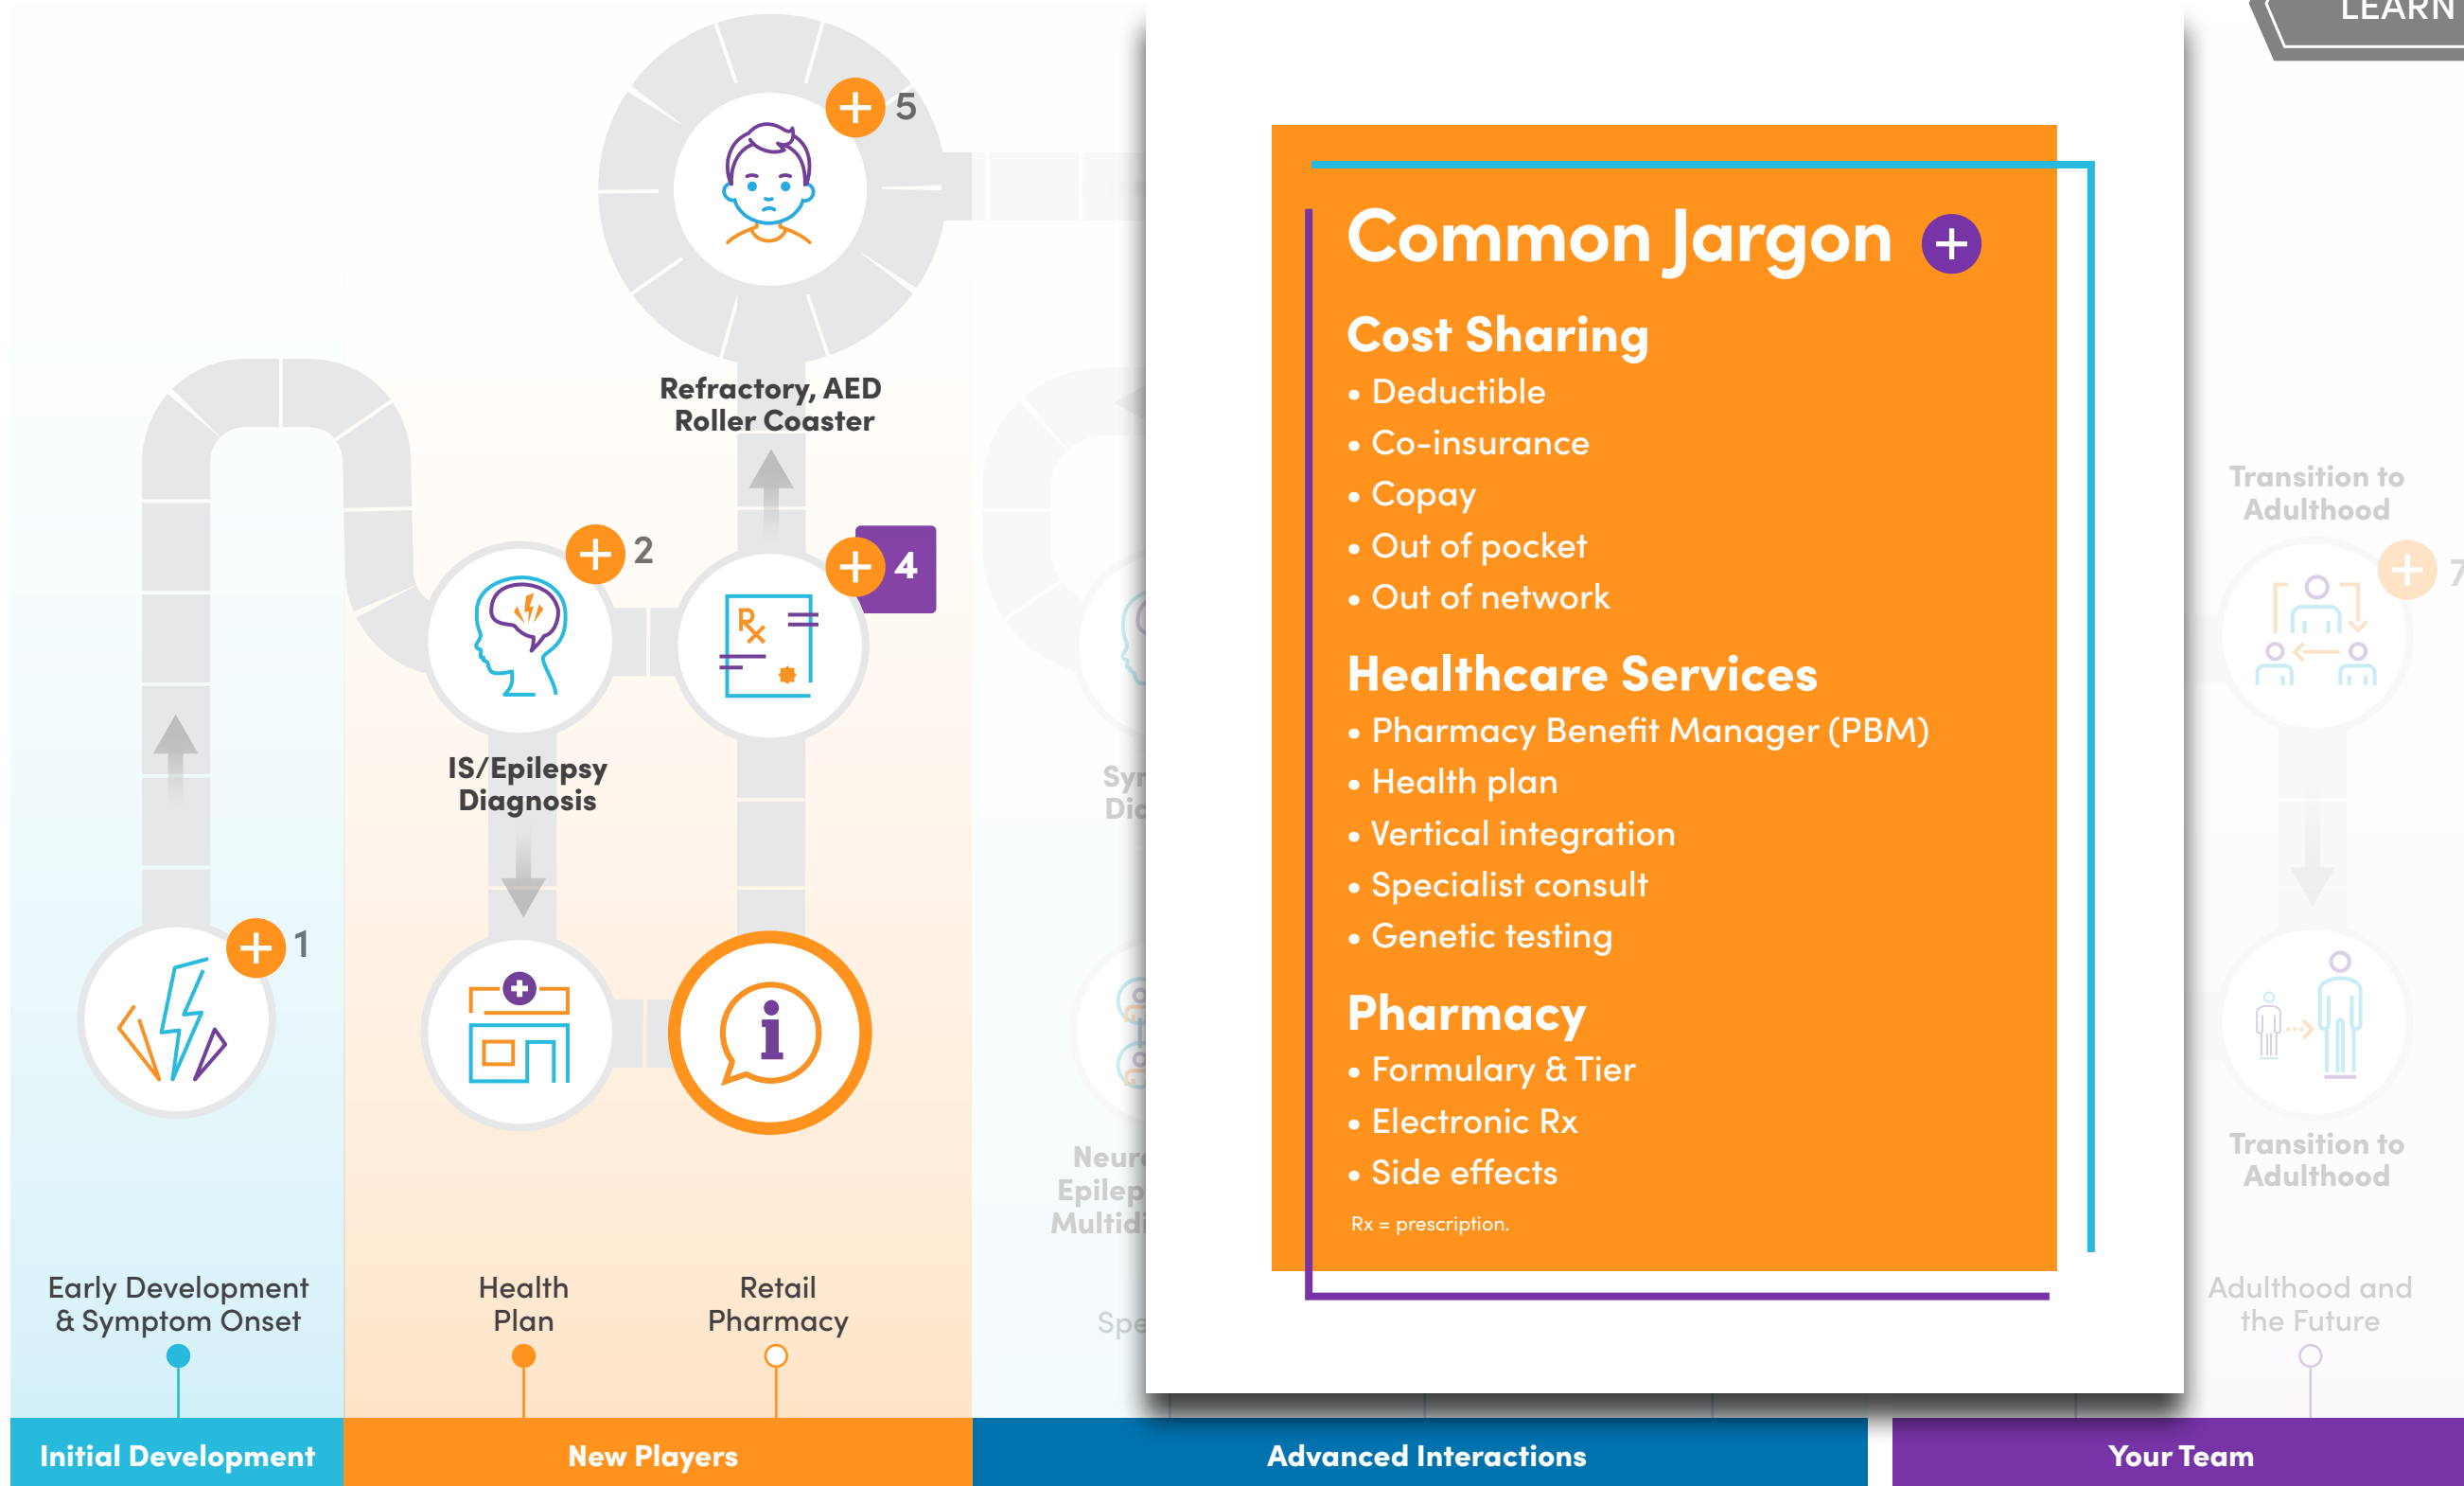 LEARN
5
Refractory, AED
Roller Coaster
2
4
Rx
IS/Epilepsy
Diagnosis
1
i
Early Development
& Symptom Onset
Health
Plan
Retail
Pharmacy
Common Jargon
Cost Sharing
• Deductible
• Co-insurance
• Copay
• Out of pocket
• Out of network
Healthcare Services
• Pharmacy Benefit Manager (PBM)
• Health plan
• Vertical integration
• Specialist consult
• Genetic testing
Pharmacy
• Formulary & Tier
• Electronic Rx
• Side effects
Rx = prescription.
Transition to
Adulthood
7
Transition to
Adulthood
Adulthood and
the Future
Initial Development
New Players
Advanced Interactions
Your Team